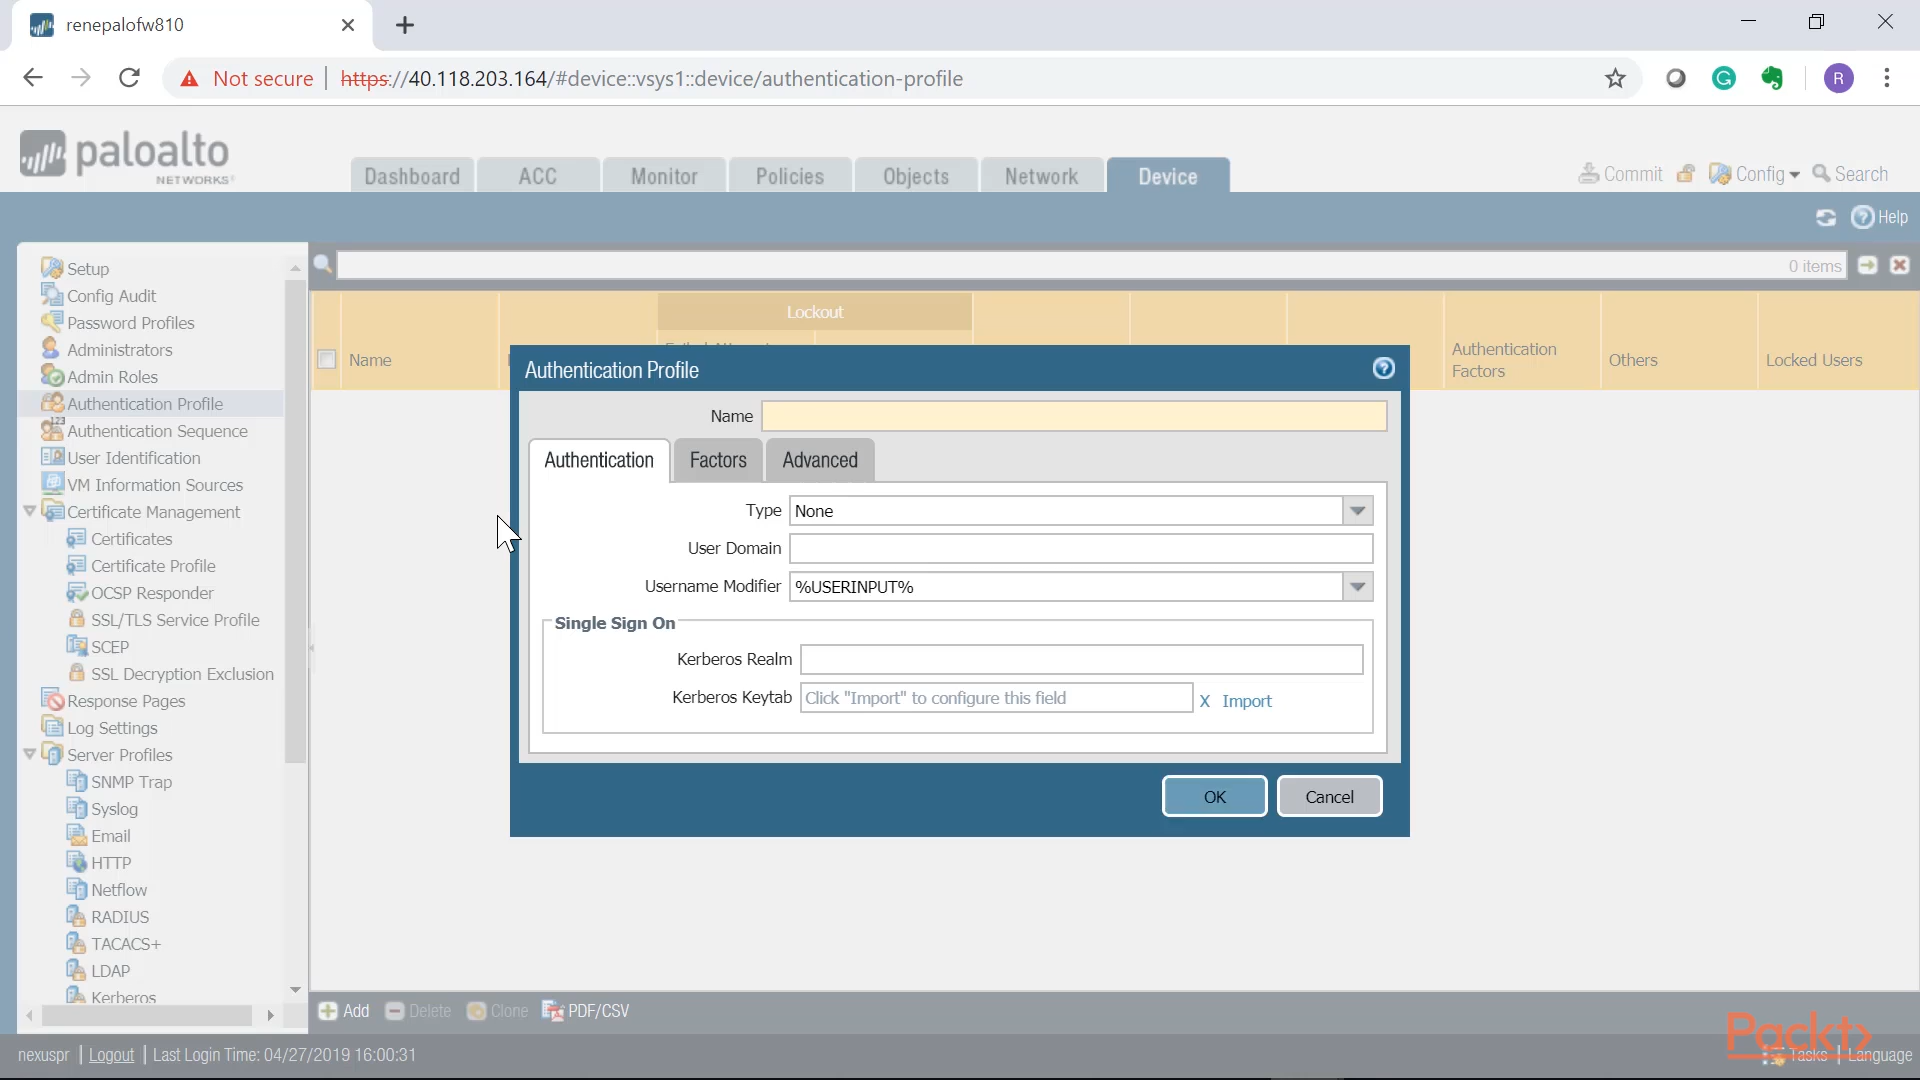 renepalofw810
Not secure
https://40.118.203.164/#device::vsys1::device/authentication-profile
R
paloalto
NETWORKS®
Dashboard
ACC
Monitor
Policies
Objects
Network
Device
Commit
Config
Search
Help
Setup
Config Audit
Password Profiles
Administrators
Admin Roles
Authentication Profile
Authentication Sequence
User Identification
VM Information Sources
Certificate Management
Certificates
Certificate Profile
OCSP Responder
SSL/TLS Service Profile
SCEP
SSL Decryption Exclusion
Response Pages
Log Settings
Server Profiles
SNMP Trap
Syslog
Email
HTTP
Netflow
RADIUS
TACACS+
LDAP
Kerberos
0 items
Lockout
Name
Authentication
Factors
Others
Locked Users
Authentication Profile
Name
Authentication
Factors
Advanced
Type
None
User Domain
Username Modifier
%USERINPUT%
Single Sign On
Kerberos Realm
Kerberos Keytab
Click "Import" to configure this field
X Import
OK
Cancel
Add
Delete
Clone
PDF/CSV
nexuspr
Logout
Last Login Time: 04/27/2019 16:00:31
Packt>
Tasks
Language